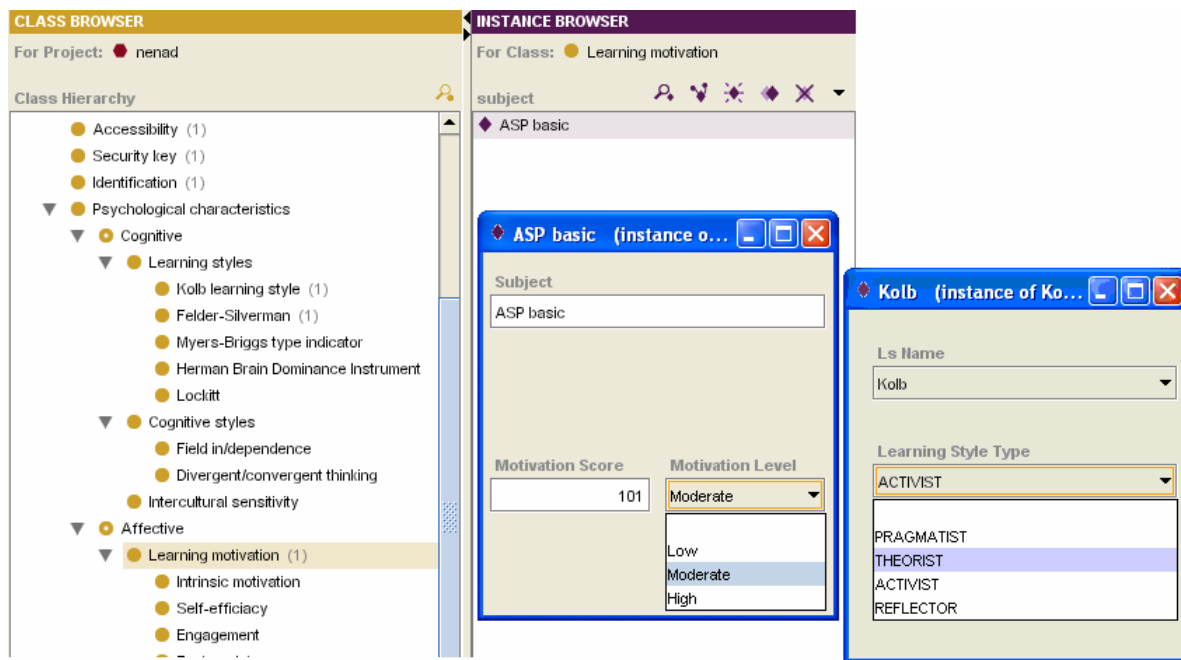 CLASS BROWSER
For Project: nenad
Class Hierarchy
Accessibility (1)
Security key (1)
Identification (1)
Psychological characteristics
Cognitive
Learning styles
Kolb learning style (1)
Felder-Silverman (1)
Myers-Briggs type indicator
Herman Brain Dominance Instrument
Lockitt
Cognitive styles
Field in/dependence
Divergent/convergent thinking
Intercultural sensitivity
Affective
Learning motivation (1)
Intrinsic motivation
Self-efficiacy
Engagement
INSTANCE BROWSER
For Class: Learning motivation
subject
ASP basic
ASP basic (instance o...
Subject
ASP basic
Motivation Score Motivation Level
101 Moderate
Low
Moderate
High
Kolb (instance of Ko...
Ls Name
Kolb
Learning Style Type
ACTIVIST
PRAGMATIST
THEORIST
ACTIVIST
REFLECTOR